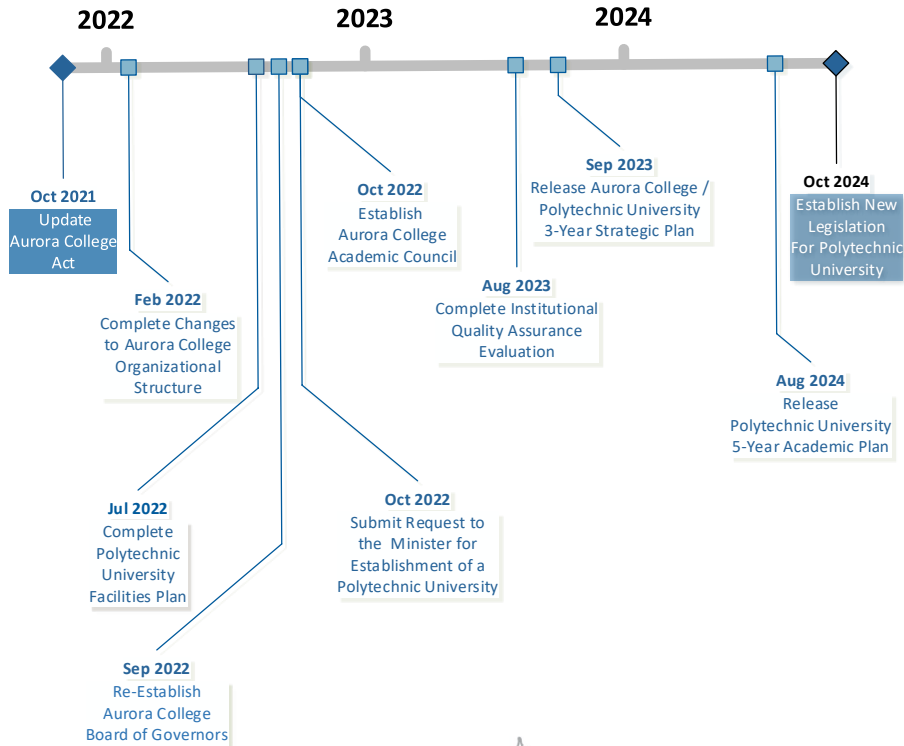 2022
2023
2024
Oct 2021
Update
Aurora College
Act
Feb 2022
Complete Changes
to Aurora College
Organizational
Structure
Jul 2022
Complete
Polytechnic
University
Facilities Plan
Sep 2022
Re-Establish
Aurora College
Board of Governors
Oct 2022
Establish
Aurora College
Academic Council
Oct 2022
Submit Request to
the Minister for
Establishment of a
Polytechnic University
Aug 2023
Complete Institutional
Quality Assurance
Evaluation
Sep 2023
Release Aurora College /
Polytechnic University
3-Year Strategic Plan
Aug 2024
Release
Polytechnic University
5-Year Academic Plan
Oct 2024
Establish New
Legislation
For Polytechnic
University